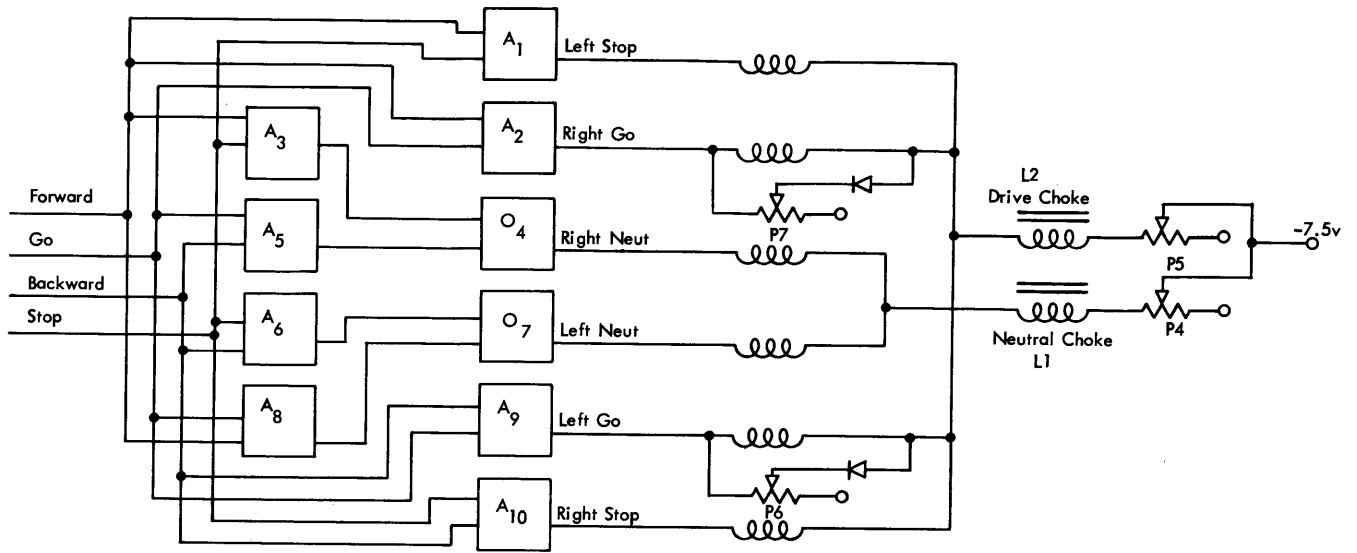 A1
Left Stop
A2
Right Go
A3
Forward
Go
Backward
Stop
A5
O4
Right Neut
P7
L2
Drive Choke
P5
-7.5v
A6
O7
Left Neut
P4
Neutral Choke
L1
A8
A9
Left Go
P6
A10
Right Stop